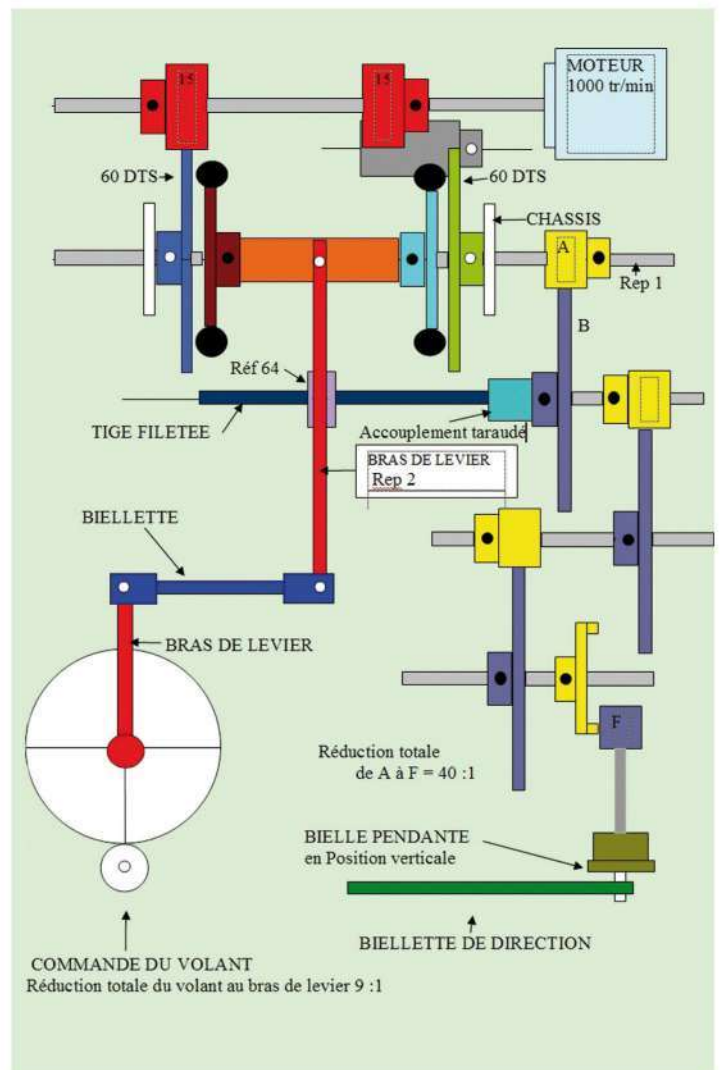 15
15
MOTEUR
1000 tr/min
60 DTS
60 DTS
CHASSIS
A
Rep 1
B
Réf 64
TIGE FILETEE
Accouplement taraudé
BRAS DE LEVIER
Rep 2
BIELLETTE
BRAS DE LEVIER
F
Réduction totale
de A à F = 40 :1
BIELLE PENDANTE
en Position verticale
BIELLETTE DE DIRECTION
COMMANDE DU VOLANT
Réduction totale du volant au bras de levier 9 :1